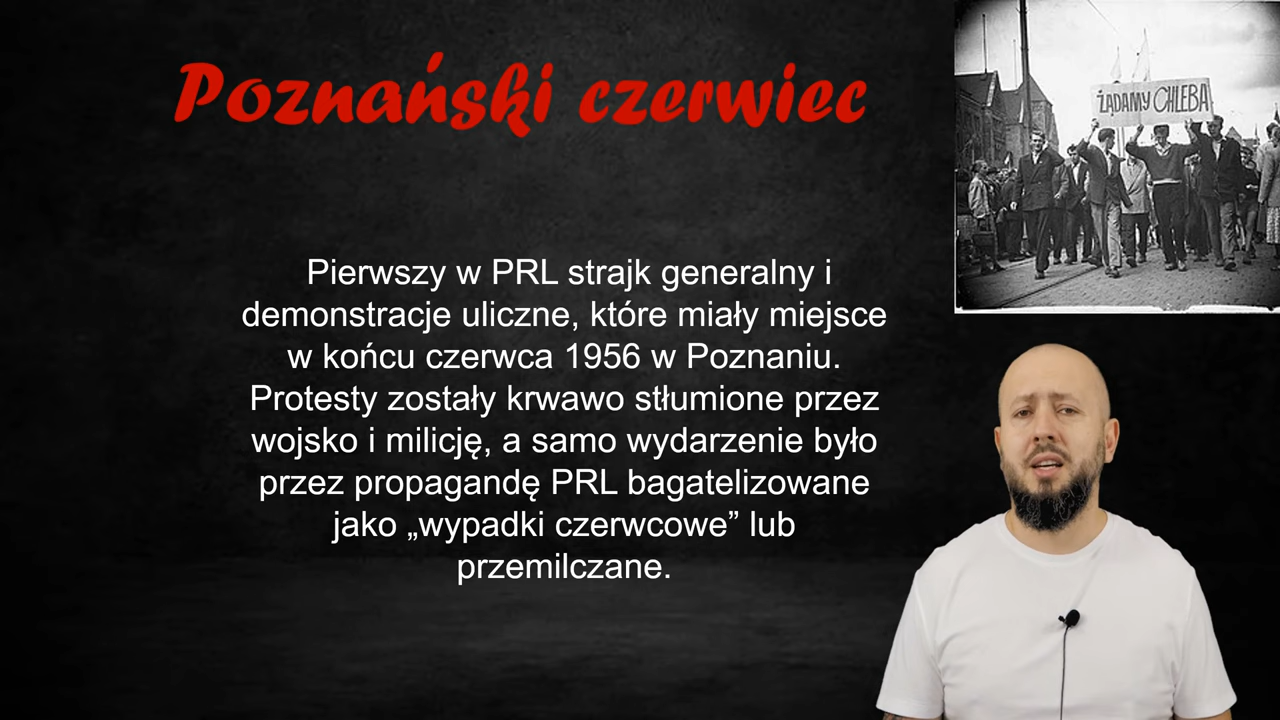 Poznański czerwiec
ŻĄDAMY CHLEBA
Pierwszy w PRL strajk generalny i
demonstracje uliczne, które miały miejsce
w końcu czerwca 1956 w Poznaniu.
Protesty zostały krwawo stłumione przez
wojsko i milicję, a samo wydarzenie było
przez propagandę PRL bagatelizowane
jako „wypadki czerwcowe” lub
przemilczane.